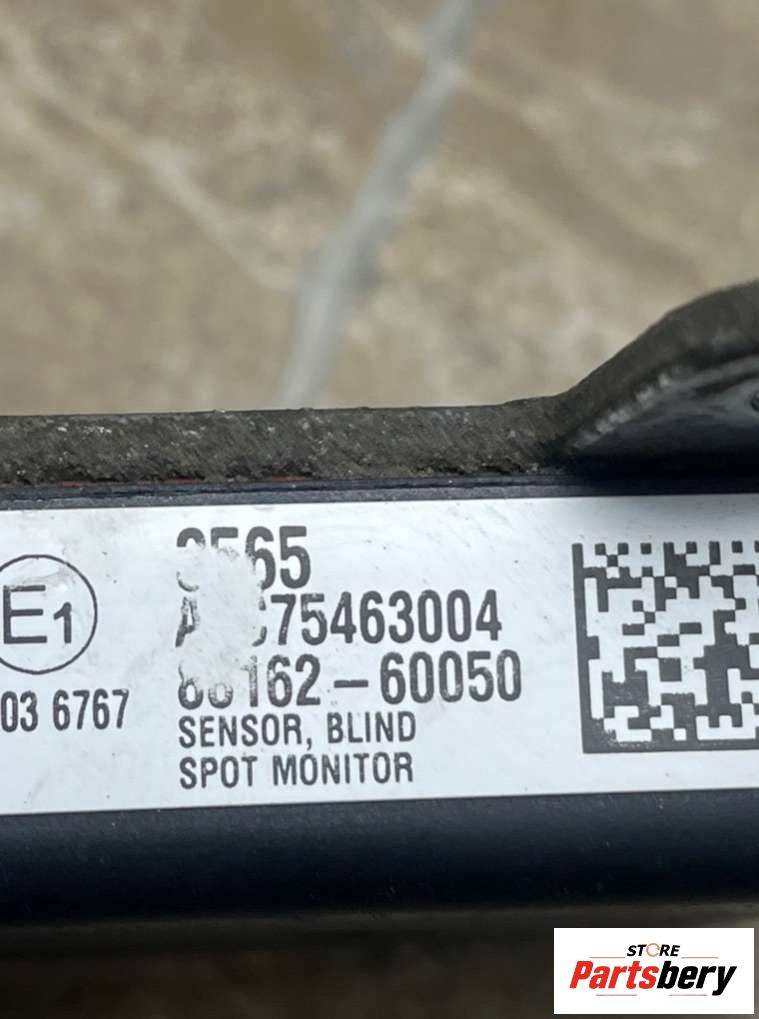 E1
03 6767
75463004
162-60050
SENSOR, BLIND
SPOT MONITOR
STORE
Partsbery